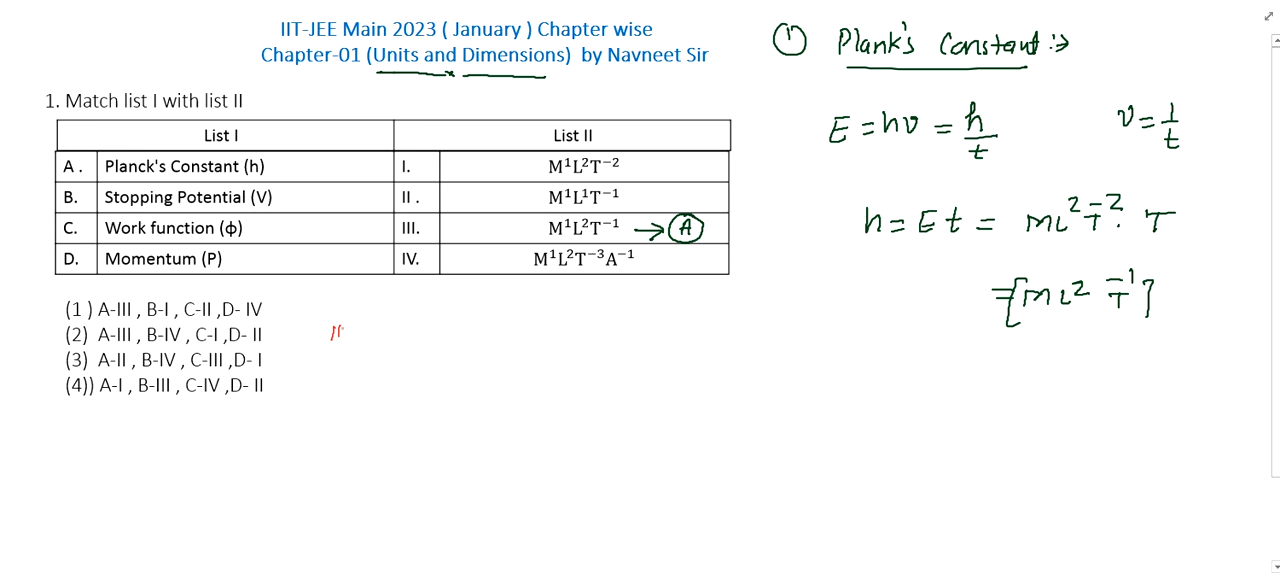 IIT-JEE Main 2023 ( January ) Chapter wise
Chapter-01 (Units and Dimensions) by Navneet Sir
1. Match list I with list II
List I List II
A . Planck's Constant (h) I. M¹L²T⁻²
B. Stopping Potential (V) II . M¹L¹T⁻¹
C. Work function (ϕ) III. M¹L²T⁻¹ → A
D. Momentum (P) IV. M¹L²T⁻³A⁻¹
(1 ) A-III , B-I , C-II ,D- IV
(2) A-III , B-IV , C-I ,D- II
(3) A-II , B-IV , C-III ,D- I
(4)) A-I , B-III , C-IV ,D- II
① Plank's Constant :→
E = hν = h/t ν = 1/t
h = E t = ML²T⁻². T
= [ML² T⁻¹]